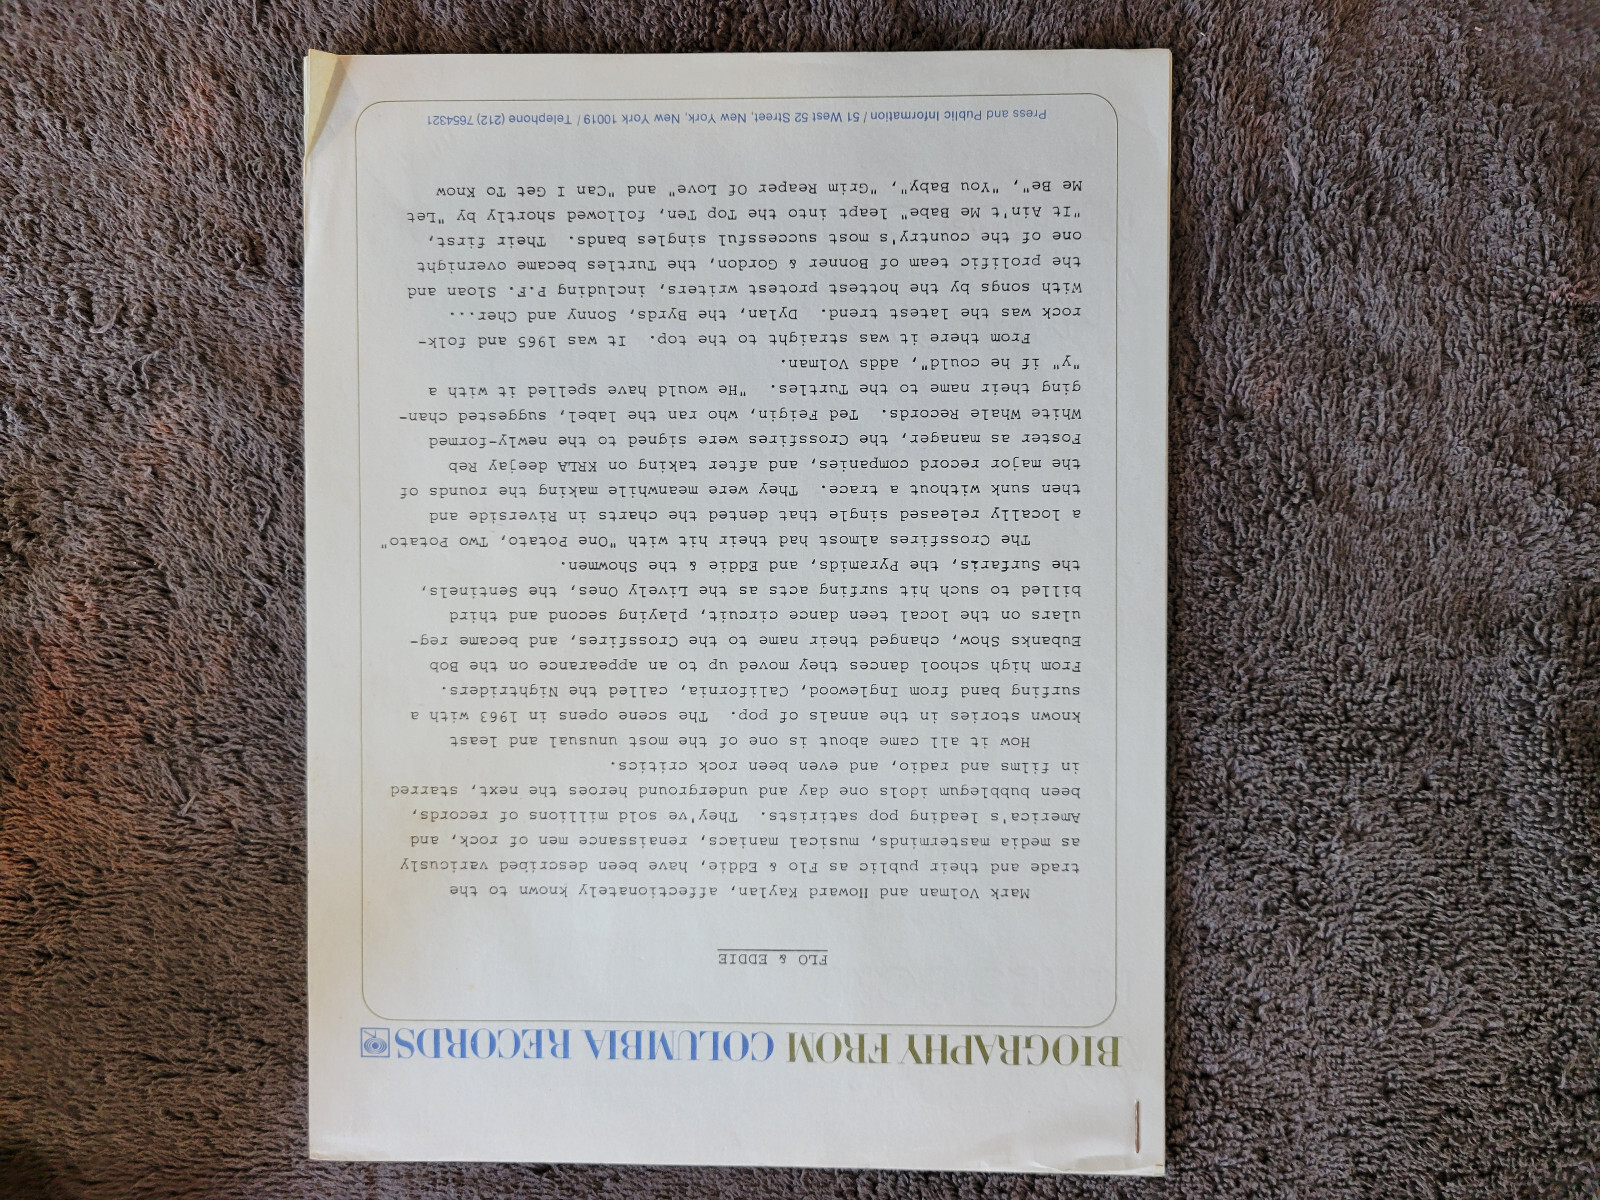 BIOGRAPHY FROM COLUMBIA RECORDS
FLO & EDDIE
Mark Volman and Howard Kaylan, affectionately known to the
trade and their public as Flo & Eddie, have been described variously
as media masterminds, musical maniacs, renaissance men of rock, and
America's leading pop satirists. They've sold millions of records,
been bubblegum idols one day and underground heroes the next, starred
in films and radio, and even been rock critics.
How it all came about is one of the most unusual and least
known stories in the annals of pop. The scene opens in 1963 with a
surfing band from Inglewood, California, called the Nightriders.
From high school dances they moved up to an appearance on the Bob
Eubanks Show, changed their name to the Crossfires, and became reg-
ulars on the local teen dance circuit, playing second and third
billed to such hit surfing acts as the Lively Ones, the Sentinels,
the Surfaris, the Pyramids, and Eddie & the Showmen.
The Crossfires almost had their hit with "One Potato, Two Potato"
a locally released single that dented the charts in Riverside and
then sunk without a trace. They were meanwhile making the rounds of
the major record companies, and after taking on KRLA deejay Reb
Foster as manager, the Crossfires were signed to the newly-formed
White Whale Records. Ted Feigin, who ran the label, suggested chan-
ging their name to the Turtles. "He would have spelled it with a
"y" if he could", adds Volman.
From there it was straight to the top. It was 1965 and folk-
rock was the latest trend. Dylan, the Byrds, Sonny and Cher...
With songs by the hottest protest writers, including P.F. Sloan and
the prolific team of Bonner & Gordon, the Turtles became overnight
one of the country's most successful singles bands. Their first,
"It Ain't Me Babe" leapt into the Top Ten, followed shortly by "Let
Me Be", "You Baby", "Grim Reaper Of Love" and "Can I Get To Know
Press and Public Information / 51 West 52 Street, New York, New York 10019 / Telephone (212) 7654321